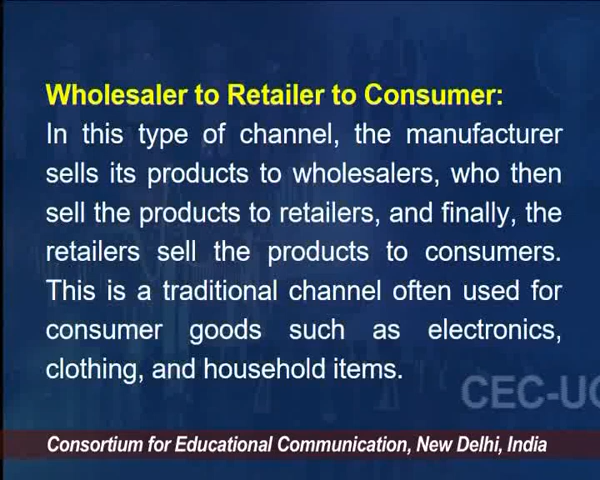 Wholesaler to Retailer to Consumer:
In this type of channel, the manufacturer
sells its products to wholesalers, who then
sell the products to retailers, and finally, the
retailers sell the products to consumers.
This is a traditional channel often used for
consumer goods such as electronics,
clothing, and household items.
CEC-UG
Consortium for Educational Communication, New Delhi, India